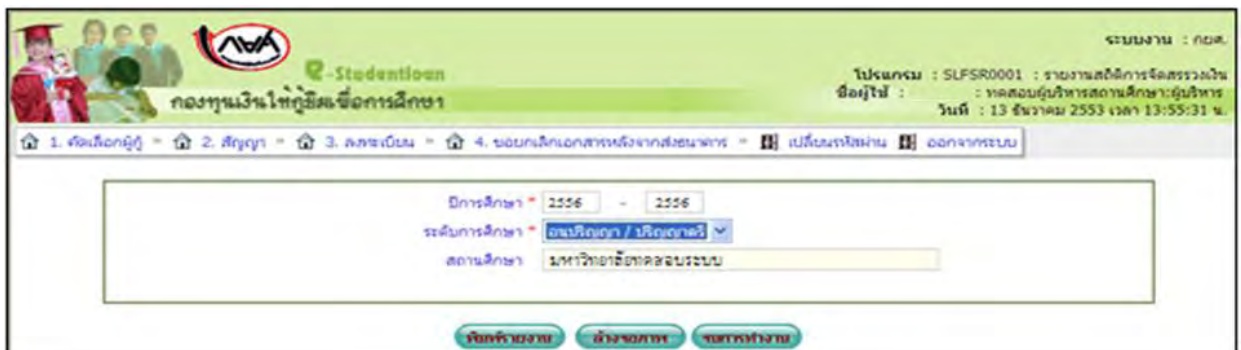 ระบบงาน : กยศ.
e-Studentloan
โปรแกรม : SLFSR0001 : รายงานสถิติการจัดสรรวงเงิน
กองทุนเงินให้กู้ยืมเพื่อการศึกษา
ชื่อผู้ใช้ : : ทดสอบผู้บริหารสถานศึกษา:ผู้บริหาร
วันที่ : 13 ธันวาคม 2553 เวลา 13:55:31 น.
1. คัดเลือกผู้กู้ 2. สัญญา 3. ลงทะเบียน 4. ขอยกเลิกเอกสารหลังจากส่งธนาคาร เปลี่ยนรหัสผ่าน ออกจากระบบ
ปีการศึกษา * 2556 - 2556
ระดับการศึกษา * อนุปริญญา / ปริญญาตรี
สถานศึกษา มหาวิทยาลัยทดสอบระบบ
พิมพ์รายงาน ล้างจอภาพ จบการทำงาน